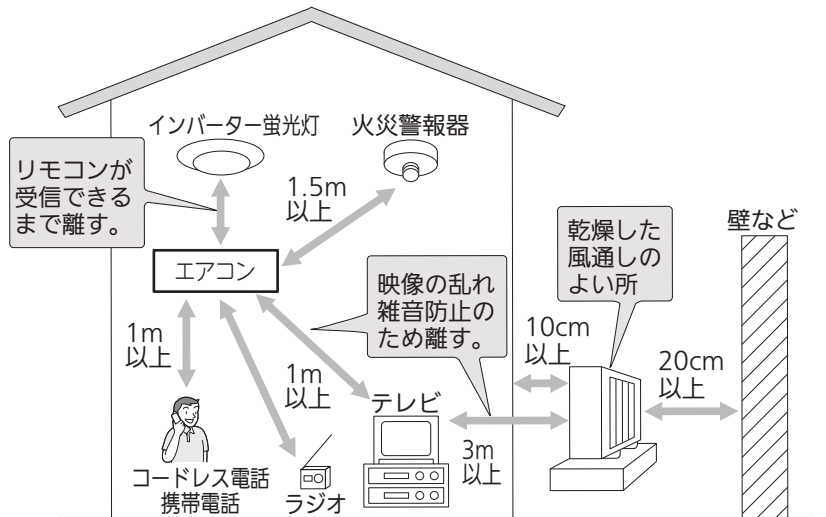 インバーター蛍光灯
火災警報器
リモコンが
受信できる
まで離す。
1.5m
以上
エアコン
壁など
乾燥した
風通しの
よい所
映像の乱れ
雑音防止の
ため離す。
1m
以上
10cm
以上
20cm
以上
1m
以上
テレビ
3m
以上
コードレス電話
携帯電話
ラジオ